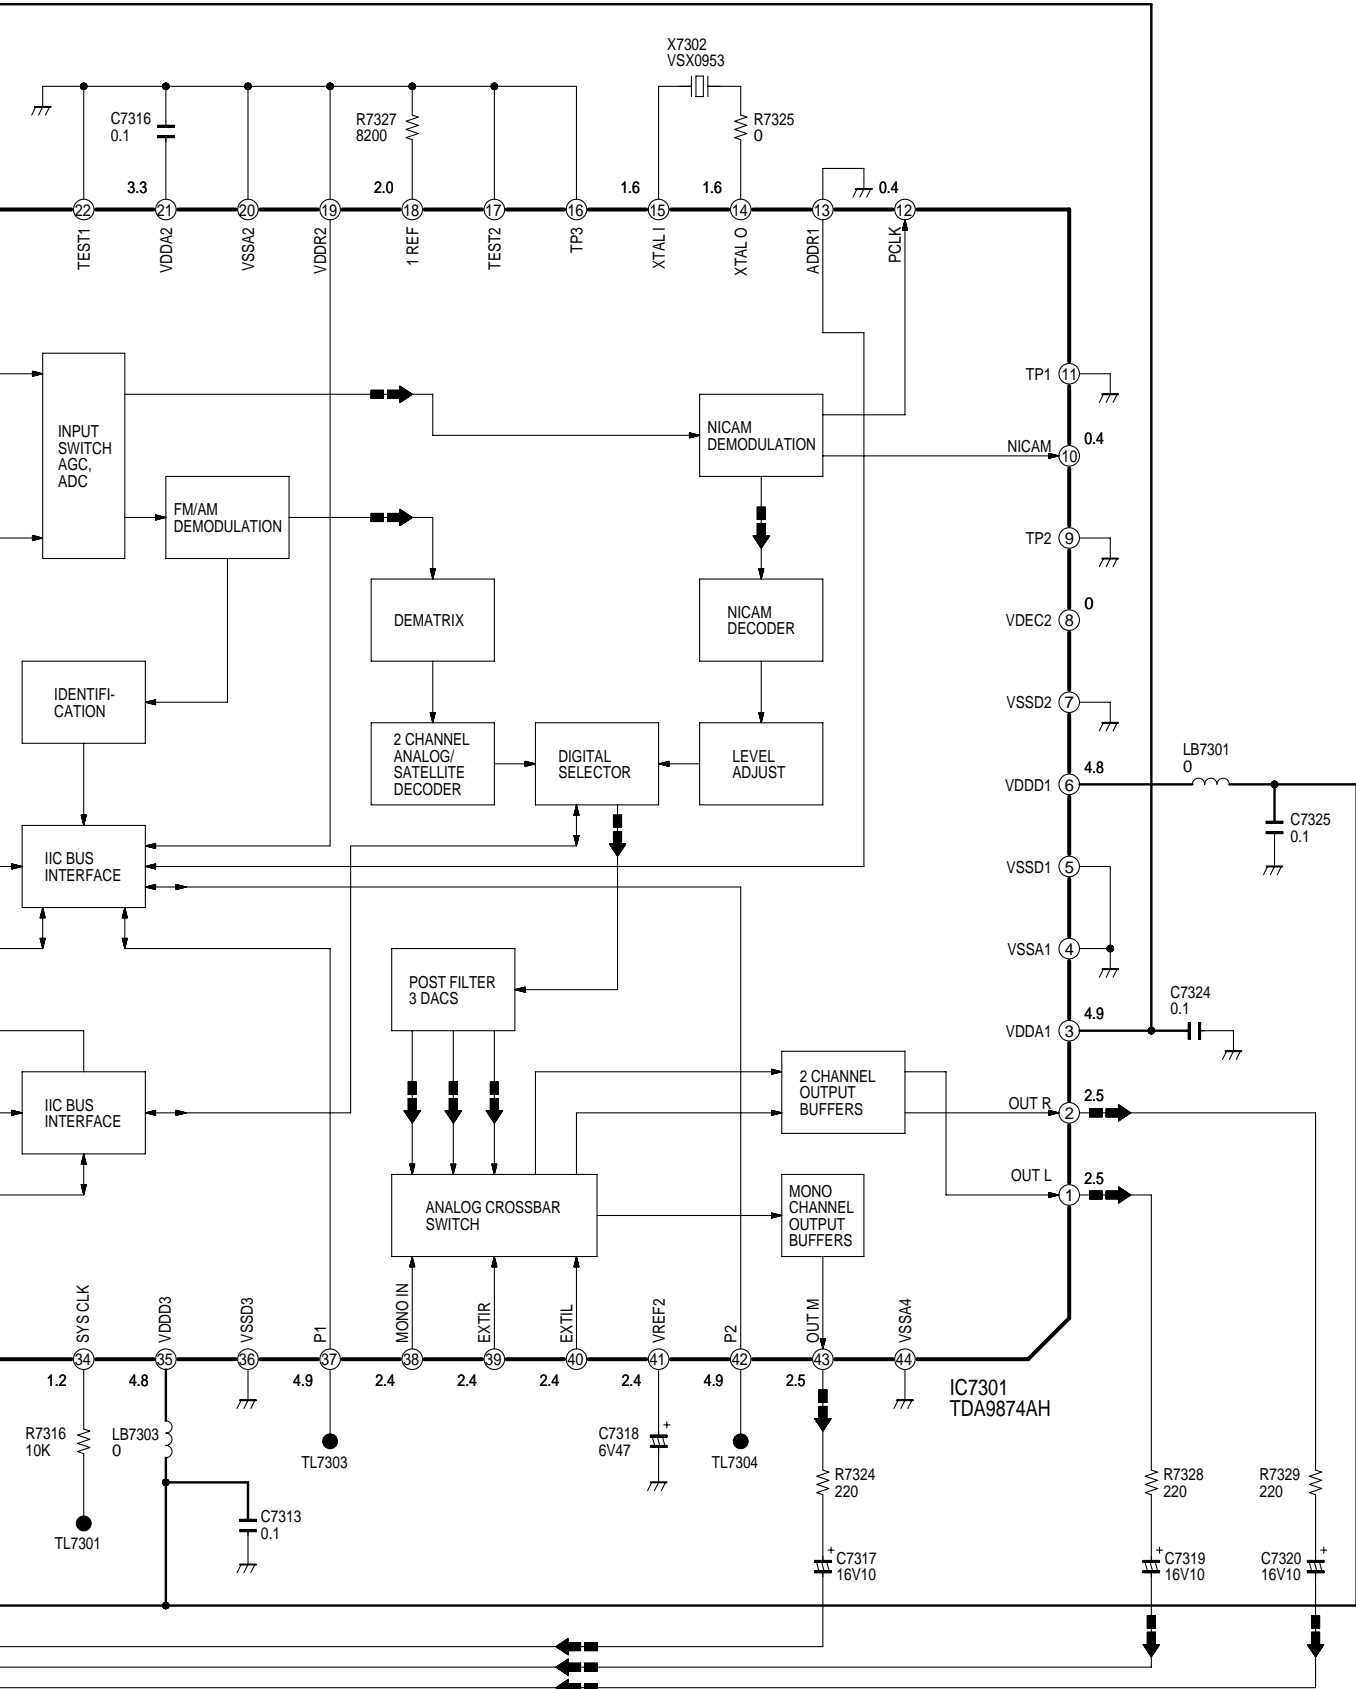 X7302
VSX0953
C7316
0.1
R7327
8200
R7325
0
3.3
2.0
1.6
1.6
0.4
22
21
20
19
18
17
16
15
14
13
12
TEST1
VDDA2
VSSA2
VDDR2
1 REF
TEST2
TP3
XTAL I
XTAL O
ADDR1
PCLK
TP1
11
INPUT
SWITCH
AGC,
ADC
NICAM
DEMODULATION
NICAM
10
0.4
FM/AM
DEMODULATION
TP2
9
DEMATRIX
NICAM
DECODER
VDEC2
8
0
IDENTIFI-
CATION
VSSD2
7
2 CHANNEL
ANALOG/
SATELLITE
DECODER
DIGITAL
SELECTOR
LEVEL
ADJUST
VDDD1
6
4.8
LB7301
0
C7325
0.1
IIC BUS
INTERFACE
VSSD1
5
VSSA1
4
POST FILTER
3 DACS
C7324
0.1
VDDA1
3
4.9
IIC BUS
INTERFACE
2 CHANNEL
OUTPUT
BUFFERS
OUT R
2
2.5
OUT L
1
2.5
ANALOG CROSSBAR
SWITCH
MONO
CHANNEL
OUTPUT
BUFFERS
SYS CLK
VDDD3
VSSD3
P1
MONO IN
EXTIR
EXTIL
VREF2
P2
OUT M
VSSA4
34
35
36
37
38
39
40
41
42
43
44
1.2
4.8
4.9
2.4
2.4
2.4
2.4
4.9
2.5
IC7301
TDA9874AH
R7316
10K
LB7303
0
TL7303
C7318
6V47
+
TL7304
R7324
220
R7328
220
R7329
220
TL7301
C7313
0.1
+
C7317
16V10
+
C7319
16V10
+
C7320
16V10